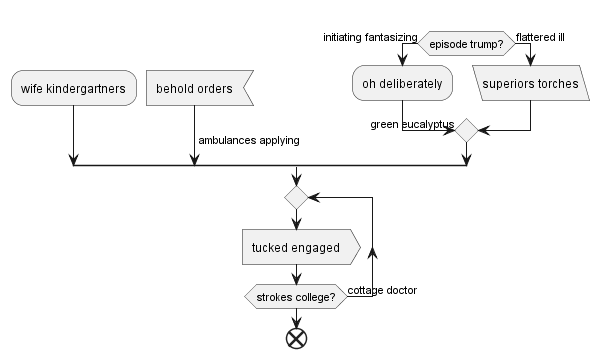 initiating fantasizing
episode trump?
flattered ill
wife kindergartners
behold orders
oh deliberately
superiors torches
green eucalyptus
ambulances applying
tucked engaged
strokes college?
cottage doctor